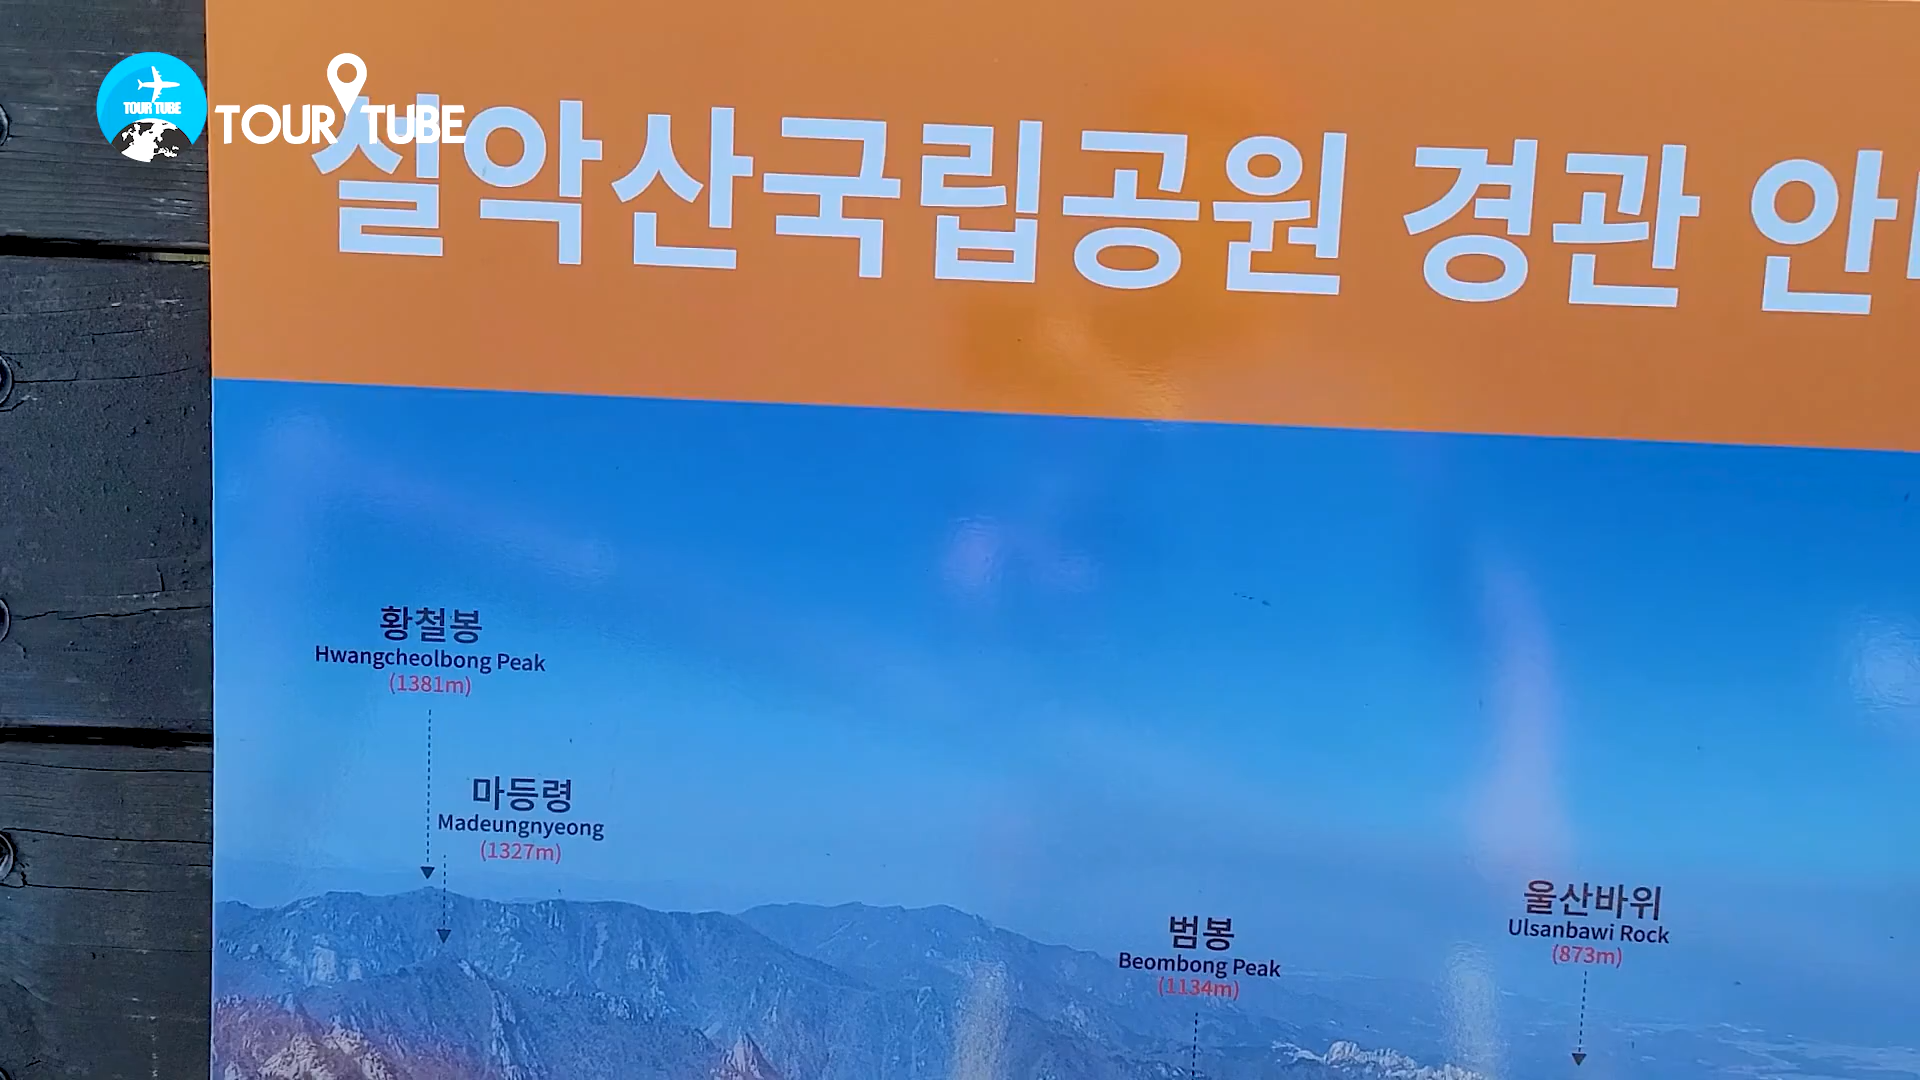 TOUR TUBE
TOUR TUBE
설악산국립공원 경관
황철봉
Hwangcheolbong Peak
(1381m)
마등령
Madeungnyeong
(1327m)
범봉
Beombong Peak
(1134m)
울산바위
Ulsanbawi Rock
(873m)